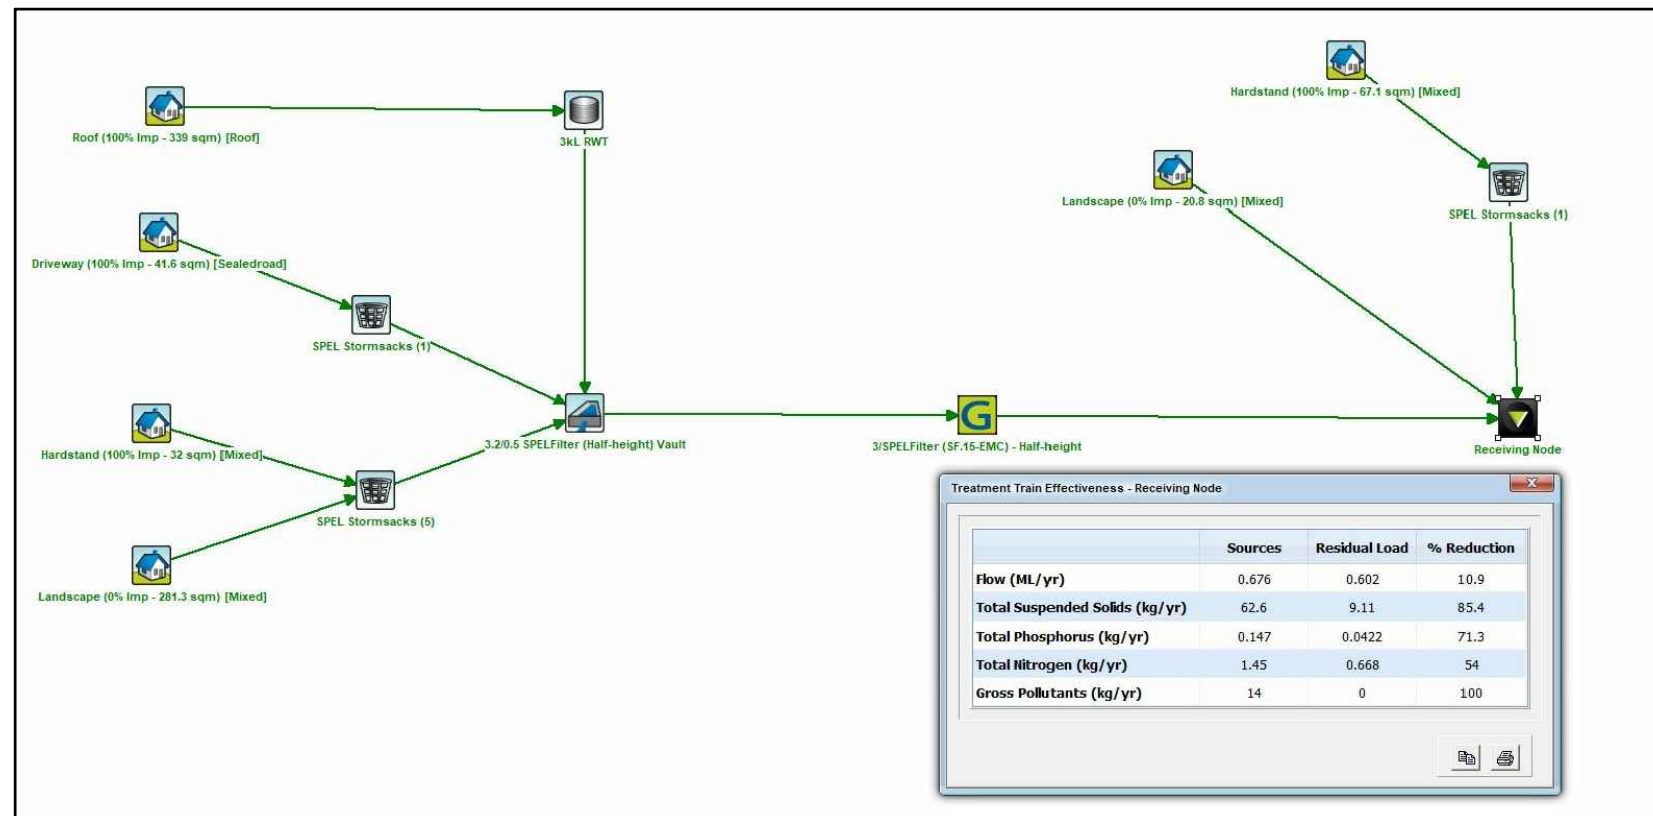 Hardstand (100% Imp - 67.1 sqm) [Mixed]
Roof (100% Imp - 339 sqm) [Roof]
3kL RWT
Landscape (0% Imp - 20.8 sqm) [Mixed]
SPEL Stormsacks (1)
Driveway (100% Imp - 41.6 sqm) [Sealedroad]
SPEL Stormsacks (1)
Hardstand (100% Imp - 32 sqm) [Mixed]
3.2/0.5 SPELFilter (Half-height) Vault
G
3/SPELFilter (SF.15-EMC) - Half-height
Receiving Node
SPEL Stormsacks (5)
Landscape (0% Imp - 281.3 sqm) [Mixed]
Treatment Train Effectiveness - Receiving Node
Sources Residual Load % Reduction
Flow (ML/yr) 0.676 0.602 10.9
Total Suspended Solids (kg/yr) 62.6 9.11 85.4
Total Phosphorus (kg/yr) 0.147 0.0422 71.3
Total Nitrogen (kg/yr) 1.45 0.668 54
Gross Pollutants (kg/yr) 14 0 100